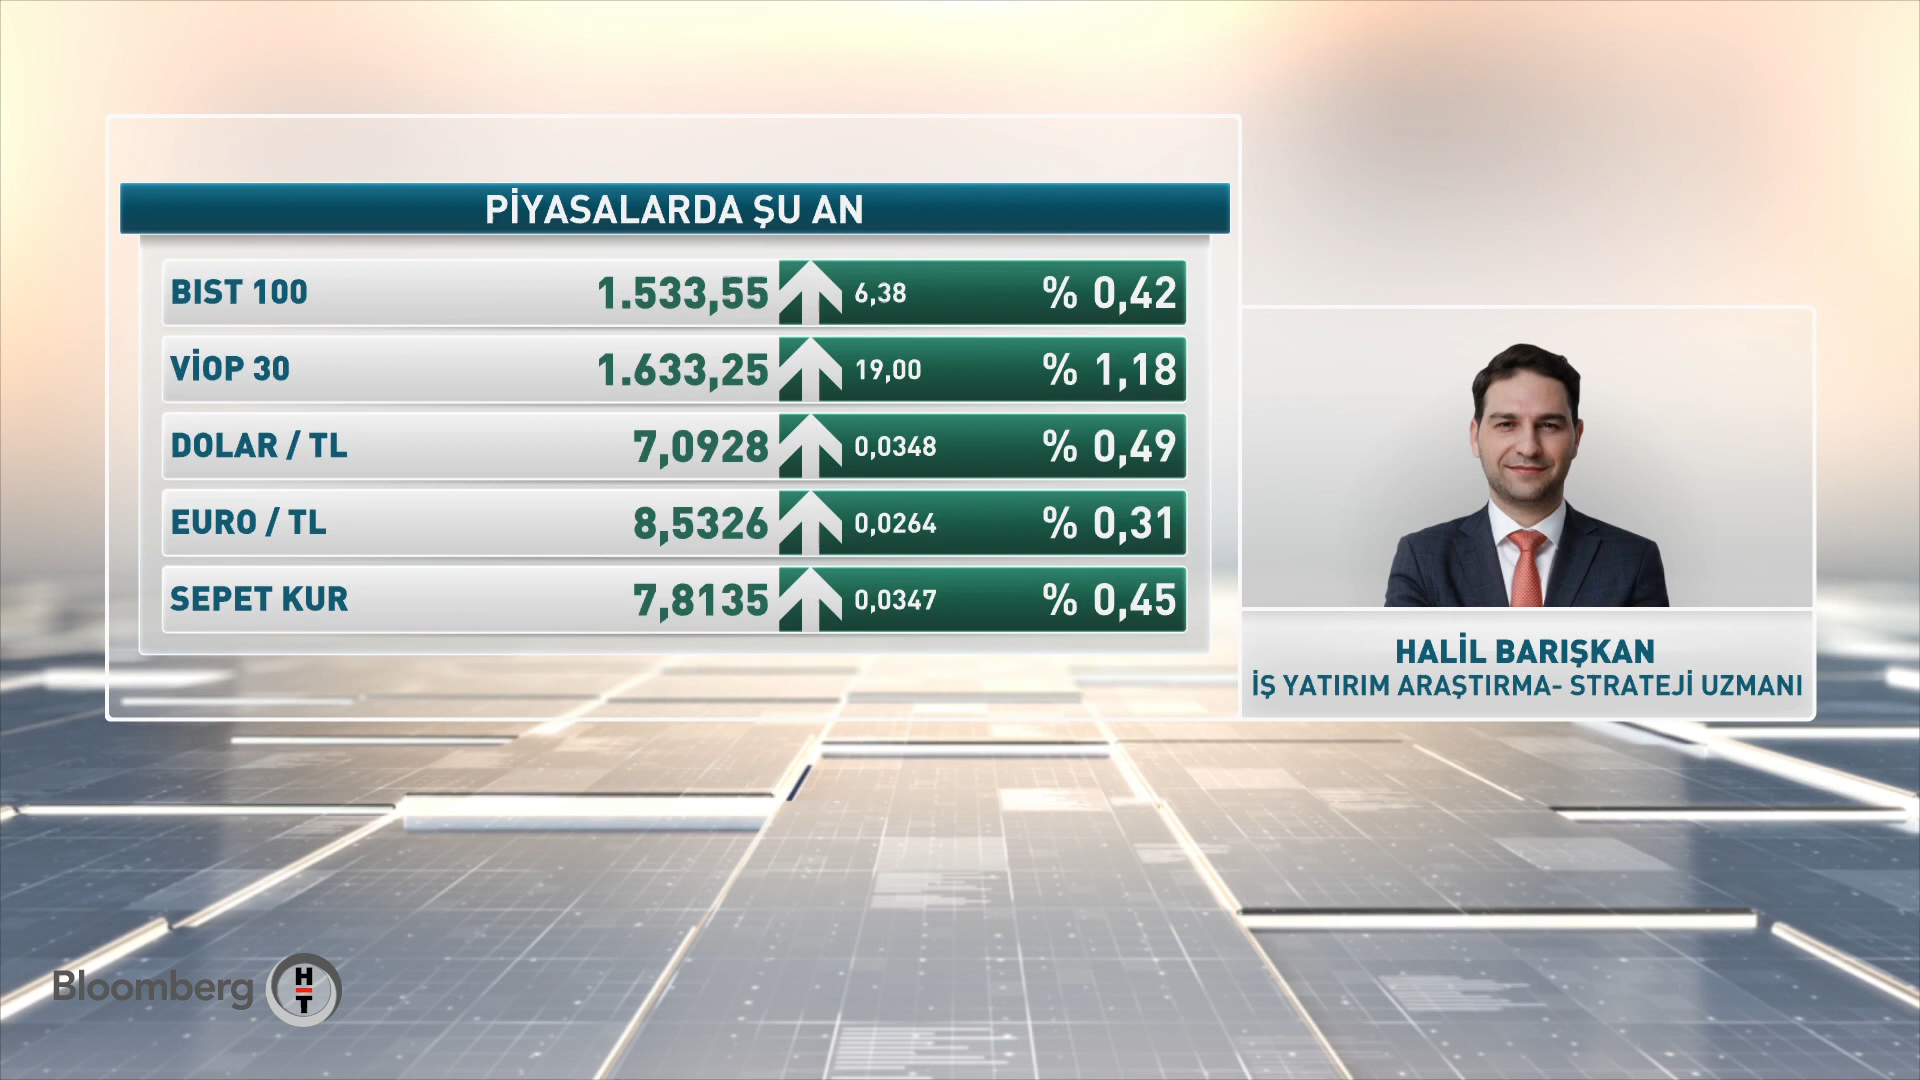 PİYASALARDA ŞU AN
BIST 100 1.533,55 6,38 % 0,42
VİOP 30 1.633,25 19,00 % 1,18
DOLAR / TL 7,0928 0,0348 % 0,49
EURO / TL 8,5326 0,0264 % 0,31
SEPET KUR 7,8135 0,0347 % 0,45
HALİL BARIŞKAN
İŞ YATIRIM ARAŞTIRMA- STRATEJİ UZMANI
Bloomberg HT